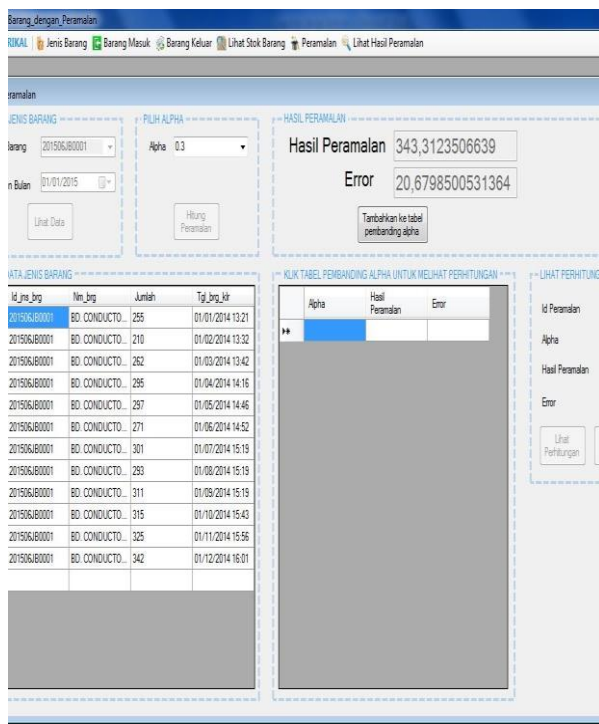 Barang_dengan_Peramalan
RIKAL Jenis Barang Barang Masuk Barang Keluar Lihat Stok Barang Peramalan Lihat Hasil Peramalan
eramalan
JENIS BARANG
Barang 201506JB0001
n Bulan 01/01/2015
Lihat Data
PILIH ALPHA
Alpha 0.3
Hitung
Peramalan
HASIL PERAMALAN
Hasil Peramalan 343,3123506639
Error 20,6798500531364
Tambahkan ke tabel
pembanding alpha
DATA JENIS BARANG
Id_jns_brg Nm_brg Jumlah Tgl_brg_klr
201506JB0001 BD. CONDUCTO... 255 01/01/2014 13:21
201506JB0001 BD. CONDUCTO... 210 01/02/2014 13:32
201506JB0001 BD. CONDUCTO... 262 01/03/2014 13:42
201506JB0001 BD. CONDUCTO... 295 01/04/2014 14:16
201506JB0001 BD. CONDUCTO... 297 01/05/2014 14:46
201506JB0001 BD. CONDUCTO... 271 01/06/2014 14:52
201506JB0001 BD. CONDUCTO... 301 01/07/2014 15:19
201506JB0001 BD. CONDUCTO... 293 01/08/2014 15:19
201506JB0001 BD. CONDUCTO... 311 01/09/2014 15:19
201506JB0001 BD. CONDUCTO... 315 01/10/2014 15:43
201506JB0001 BD. CONDUCTO... 325 01/11/2014 15:56
201506JB0001 BD. CONDUCTO... 342 01/12/2014 16:01
KLIK TABEL PEMBANDING ALPHA UNTUK MELIHAT PERHITUNGAN
Alpha Hasil Peramalan Error
LIHAT PERHITUNG
Id Peramalan
Alpha
Hasil Peramalan
Error
Lihat
Perhitungan